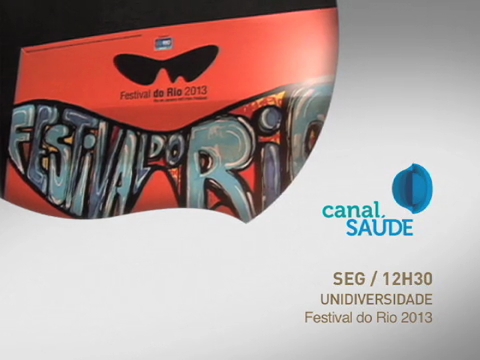 Festival do Rio 2013
FESTIVAL DO RIO
canal
SAÚDE
SEG / 12H30
UNIDIVERSIDADE
Festival do Rio 2013